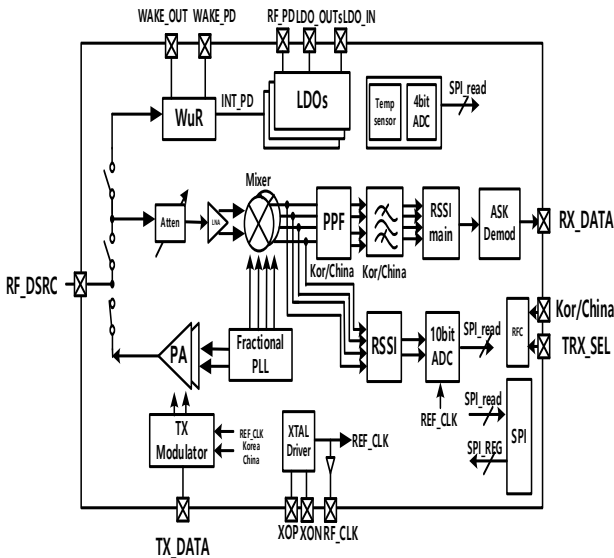 WAKE_OUT WAKE_PD RF_PD LDO_OUTs LDO_IN
WuR
INT_PD
LDOs
Temp
sensor
4bit
ADC
SPI_read
Mixer
Atten
LNA
PPF
Kor/China
Kor/China
RSSI
main
ASK
Demod
RX_DATA
RF_DSRC
Kor/China
TRX_SEL
PA
Fractional
PLL
RSSI
10bit
ADC
SPI_read
RFC
REF_CLK
TX
Modulator
REF_CLK
Korea
China
XTAL
Driver
REF_CLK
SPI_read
SPI_REG
SPI
TX_DATA
XOP XON RF_CLK